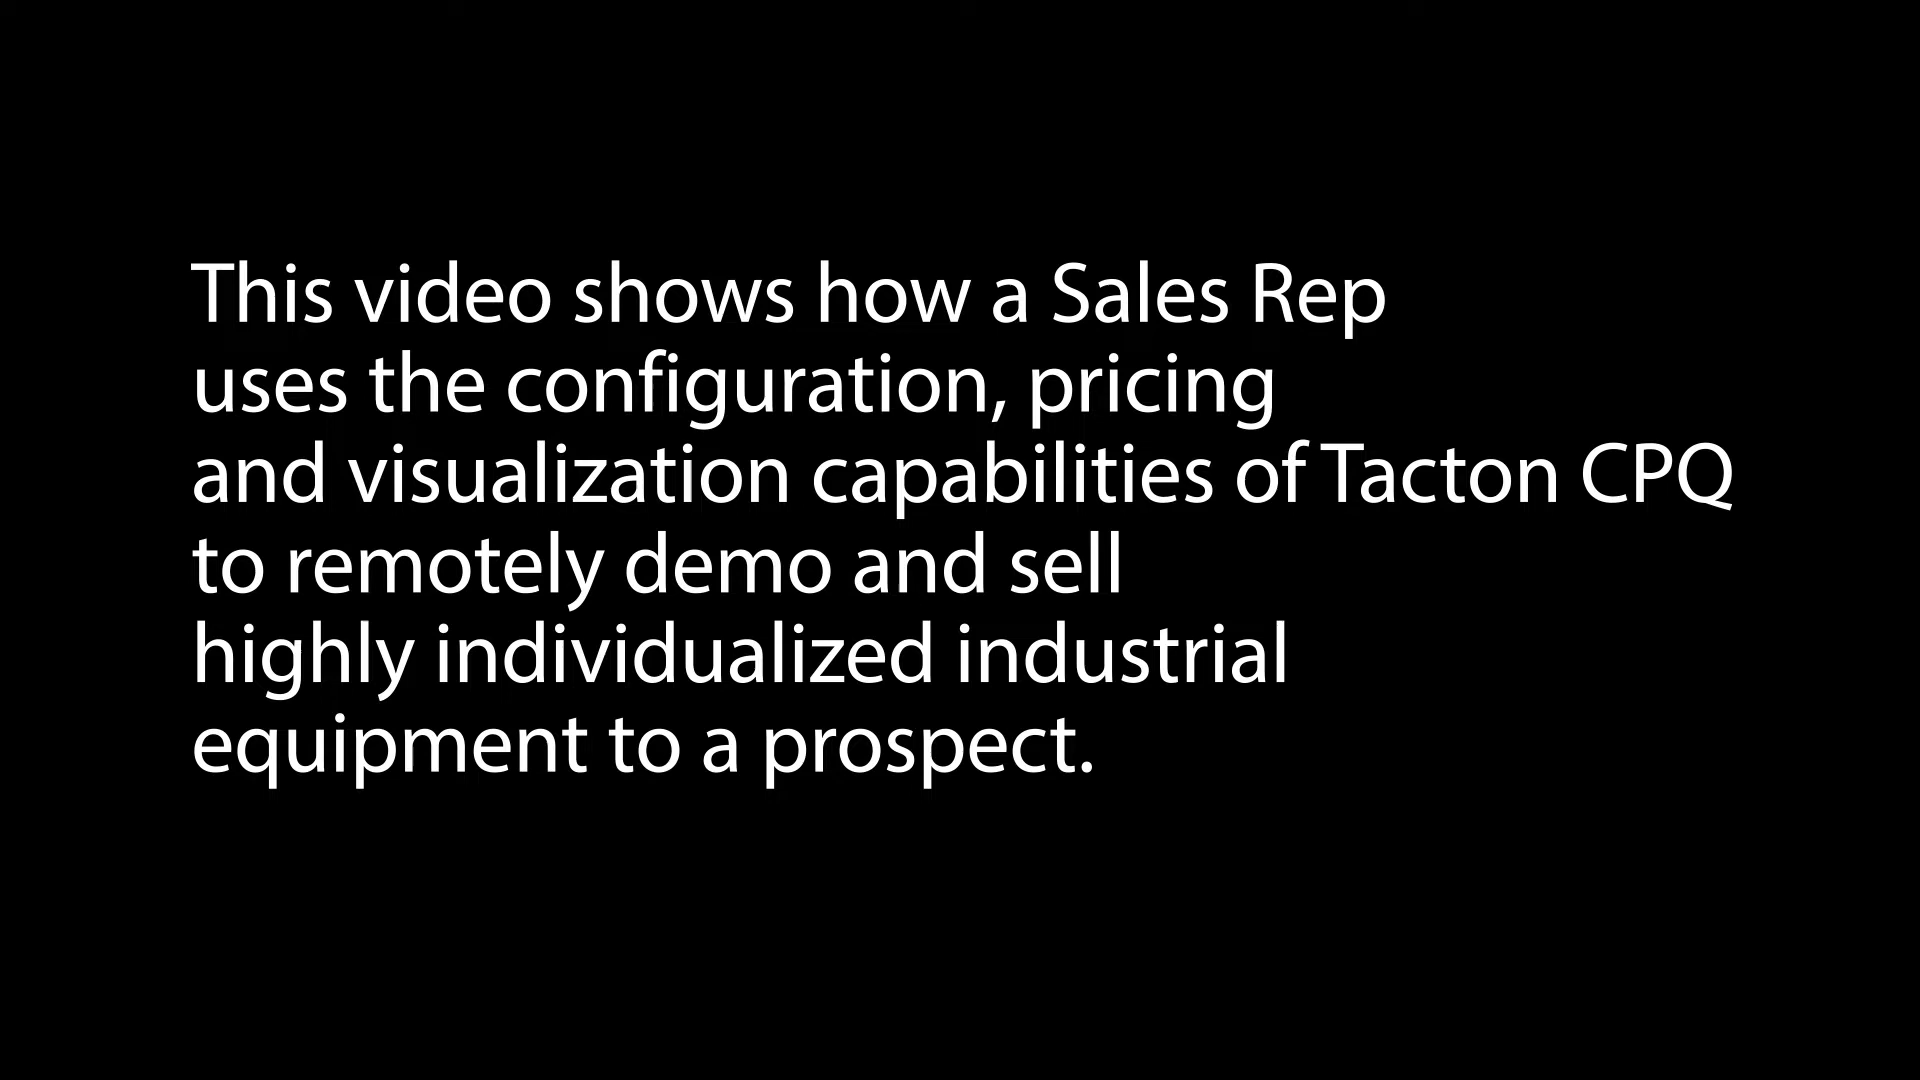 This video shows how a Sales Rep
uses the configuration, pricing
and visualization capabilities of Tacton CPQ
to remotely demo and sell
highly individualized industrial
equipment to a prospect.